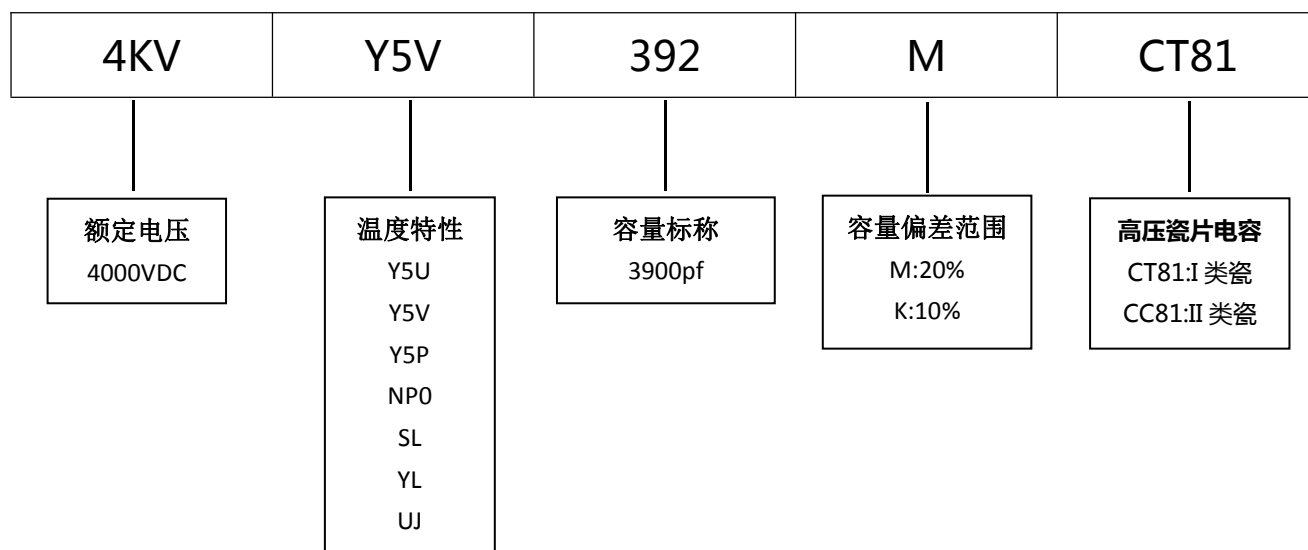 4KV Y5V 392 M CT81
额定电压
4000VDC
温度特性
Y5U
Y5V
Y5P
NP0
SL
YL
UJ
容量标称
3900pf
容量偏差范围
M:20%
K:10%
高压瓷片电容
CT81:I 类瓷
CC81:II 类瓷